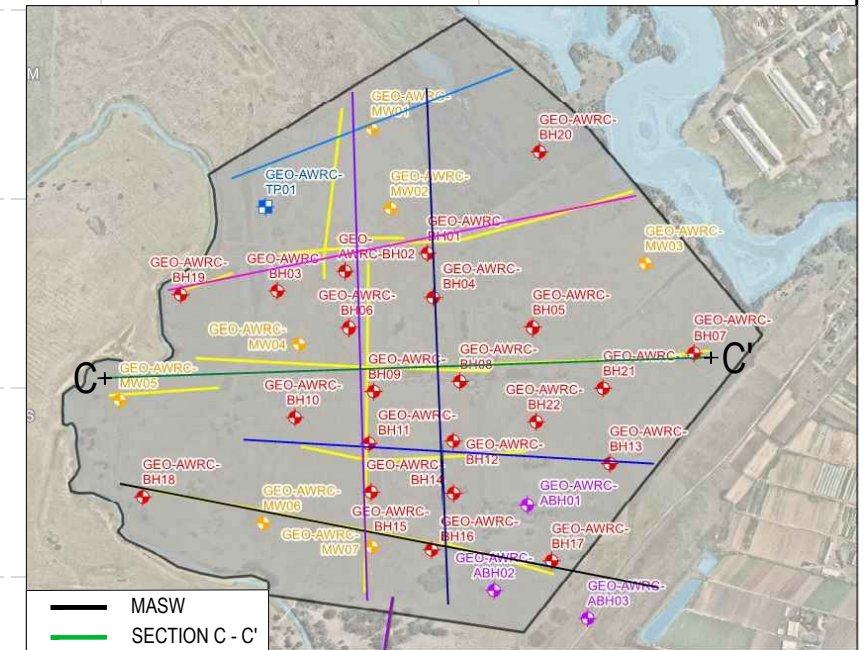 M
GEO-AWRC-
MW01
GEO-AWRC-
BH20
GEO-AWRC-
TP01
GEO-AWRC-
MW02
GEO-AWRC-
BH01
GEO-AWRC-
MW03
GEO-
AWRC-BH02
GEO-AWRC-
BH03
GEO-AWRC-
BH19
GEO-AWRC-
BH04
GEO-AWRC-
BH06
GEO-AWRC-
BH05
GEO-AWRC-
BH07
GEO-AWRC-
MW04
GEO-AWRC-
BH08
GEO-AWRC-
BH21
C
C'
GEO-AWRC-
MW05
GEO-AWRC-
BH09
GEO-AWRC-
BH10
GEO-AWRC-
BH22
S
GEO-AWRC-
BH11
GEO-AWRC-
BH12
GEO-AWRC-
BH13
GEO-AWRC-
BH18
GEO-AWRC-
BH14
GEO-AWRC-
ABH01
GEO-AWRC-
MW06
GEO-AWRC-
BH15
GEO-AWRC-
MW07
GEO-AWRC-
BH16
GEO-AWRC-
BH17
GEO-AWRC-
ABH02
GEO-AWRC-
ABH03
MASW
SECTION C - C'